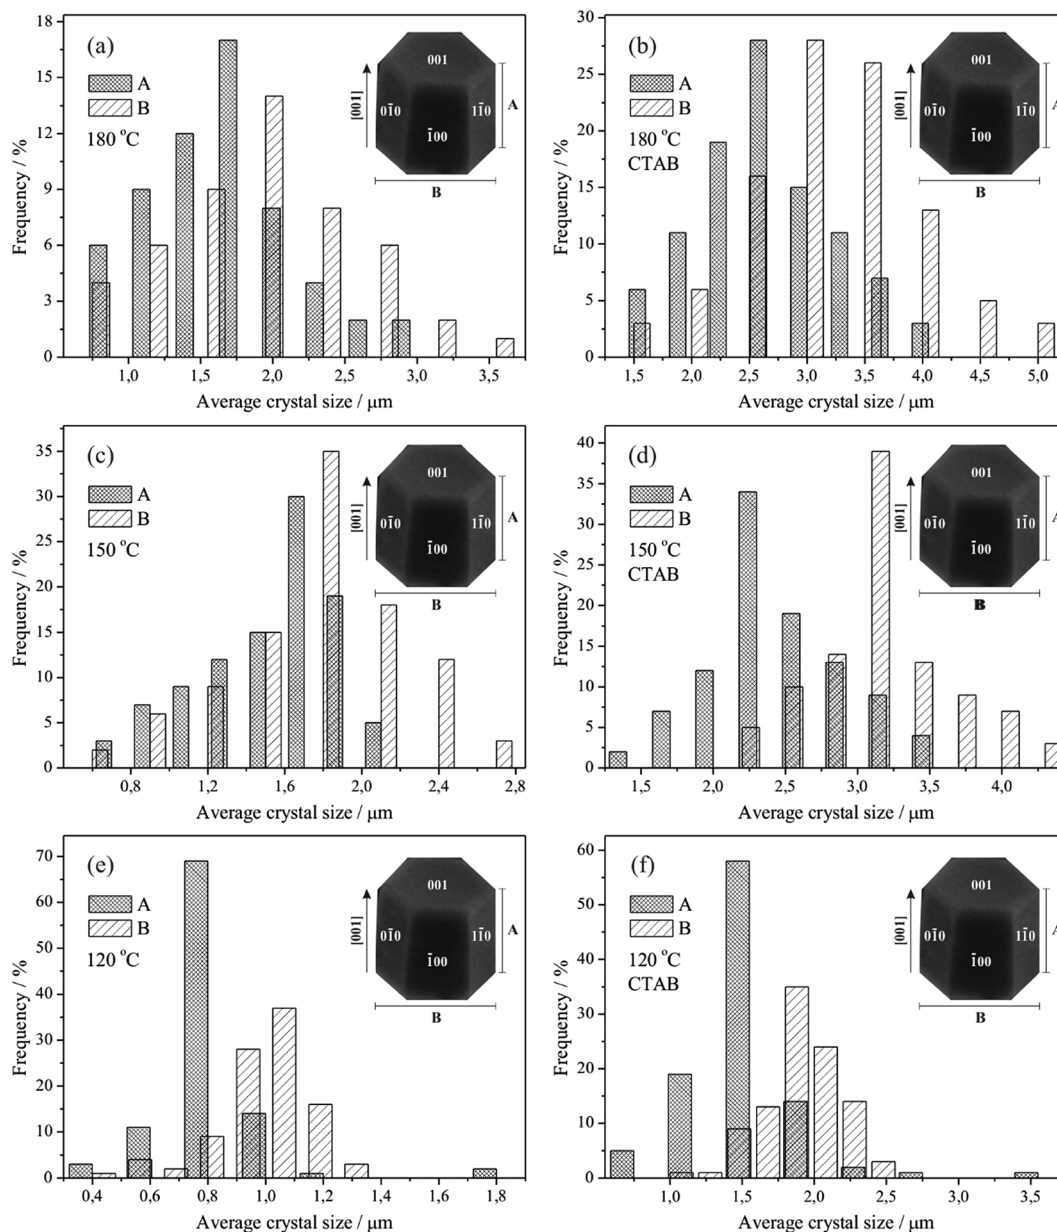 (a)
A
B
180 °C
[001]
001
01̄0
11̄0
1̄00
A
B
18
15
12
9
6
3
0
Frequency / %
1,0 1,5 2,0 2,5 3,0 3,5
Average crystal size / μm
(b)
A
B
180 °C
CTAB
[001]
001
01̄0
11̄0
1̄00
A
B
30
25
20
15
10
5
0
Frequency / %
1,5 2,0 2,5 3,0 3,5 4,0 4,5 5,0
Average crystal size / μm
(c)
A
B
150 °C
[001]
001
01̄0
11̄0
1̄00
A
B
35
30
25
20
15
10
5
0
Frequency / %
0,8 1,2 1,6 2,0 2,4 2,8
Average crystal size / μm
(d)
A
B
150 °C
CTAB
[001]
001
01̄0
11̄0
1̄00
A
B
40
35
30
25
20
15
10
5
0
Frequency / %
1,5 2,0 2,5 3,0 3,5 4,0
Average crystal size / μm
(e)
A
B
120 °C
[001]
001
01̄0
11̄0
1̄00
A
B
70
60
50
40
30
20
10
0
Frequency / %
0,4 0,6 0,8 1,0 1,2 1,4 1,6 1,8
Average crystal size / μm
(f)
A
B
120 °C
CTAB
[001]
001
01̄0
11̄0
1̄00
A
B
60
50
40
30
20
10
0
Frequency / %
1,0 1,5 2,0 2,5 3,0 3,5
Average crystal size / μm